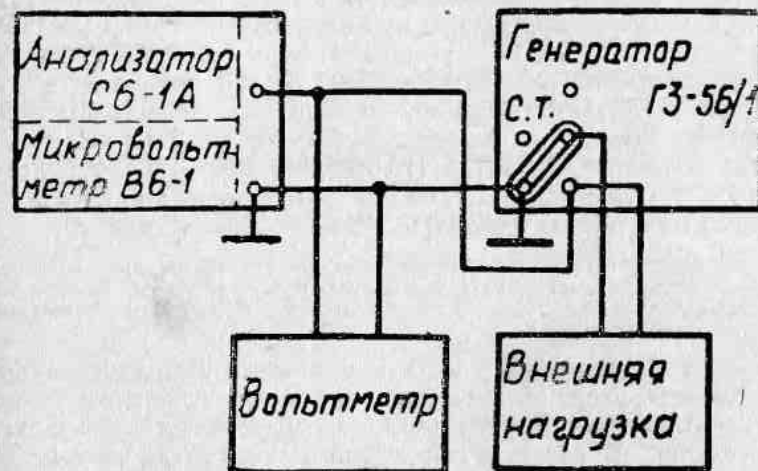 Анализатор
С6-1А
Микровольт
метр В6-1
Генератор
Г3-56/1
С.Т.
Вольтметр
Внешняя
нагрузка